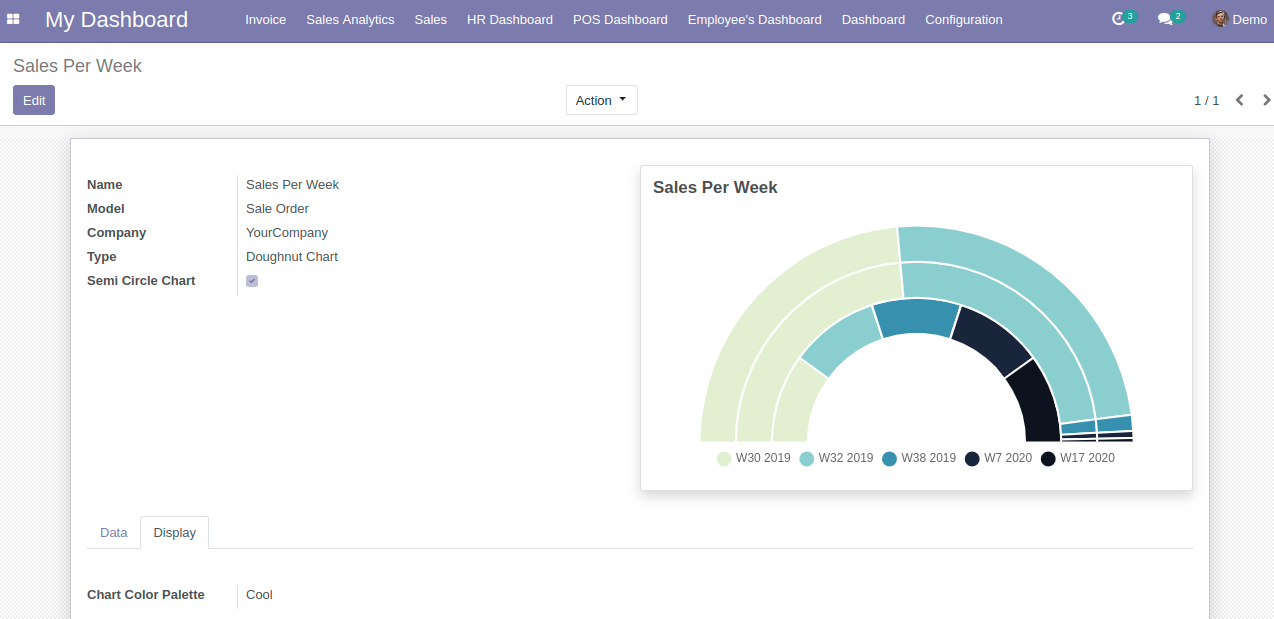 My Dashboard Invoice Sales Analytics Sales HR Dashboard POS Dashboard Employee's Dashboard Dashboard Configuration 3 2 Demo
Sales Per Week
Edit Action 1 / 1
Name Sales Per Week
Model Sale Order
Company YourCompany
Type Doughnut Chart
Semi Circle Chart
Sales Per Week
W30 2019 W32 2019 W38 2019 W7 2020 W17 2020
Data Display
Chart Color Palette Cool